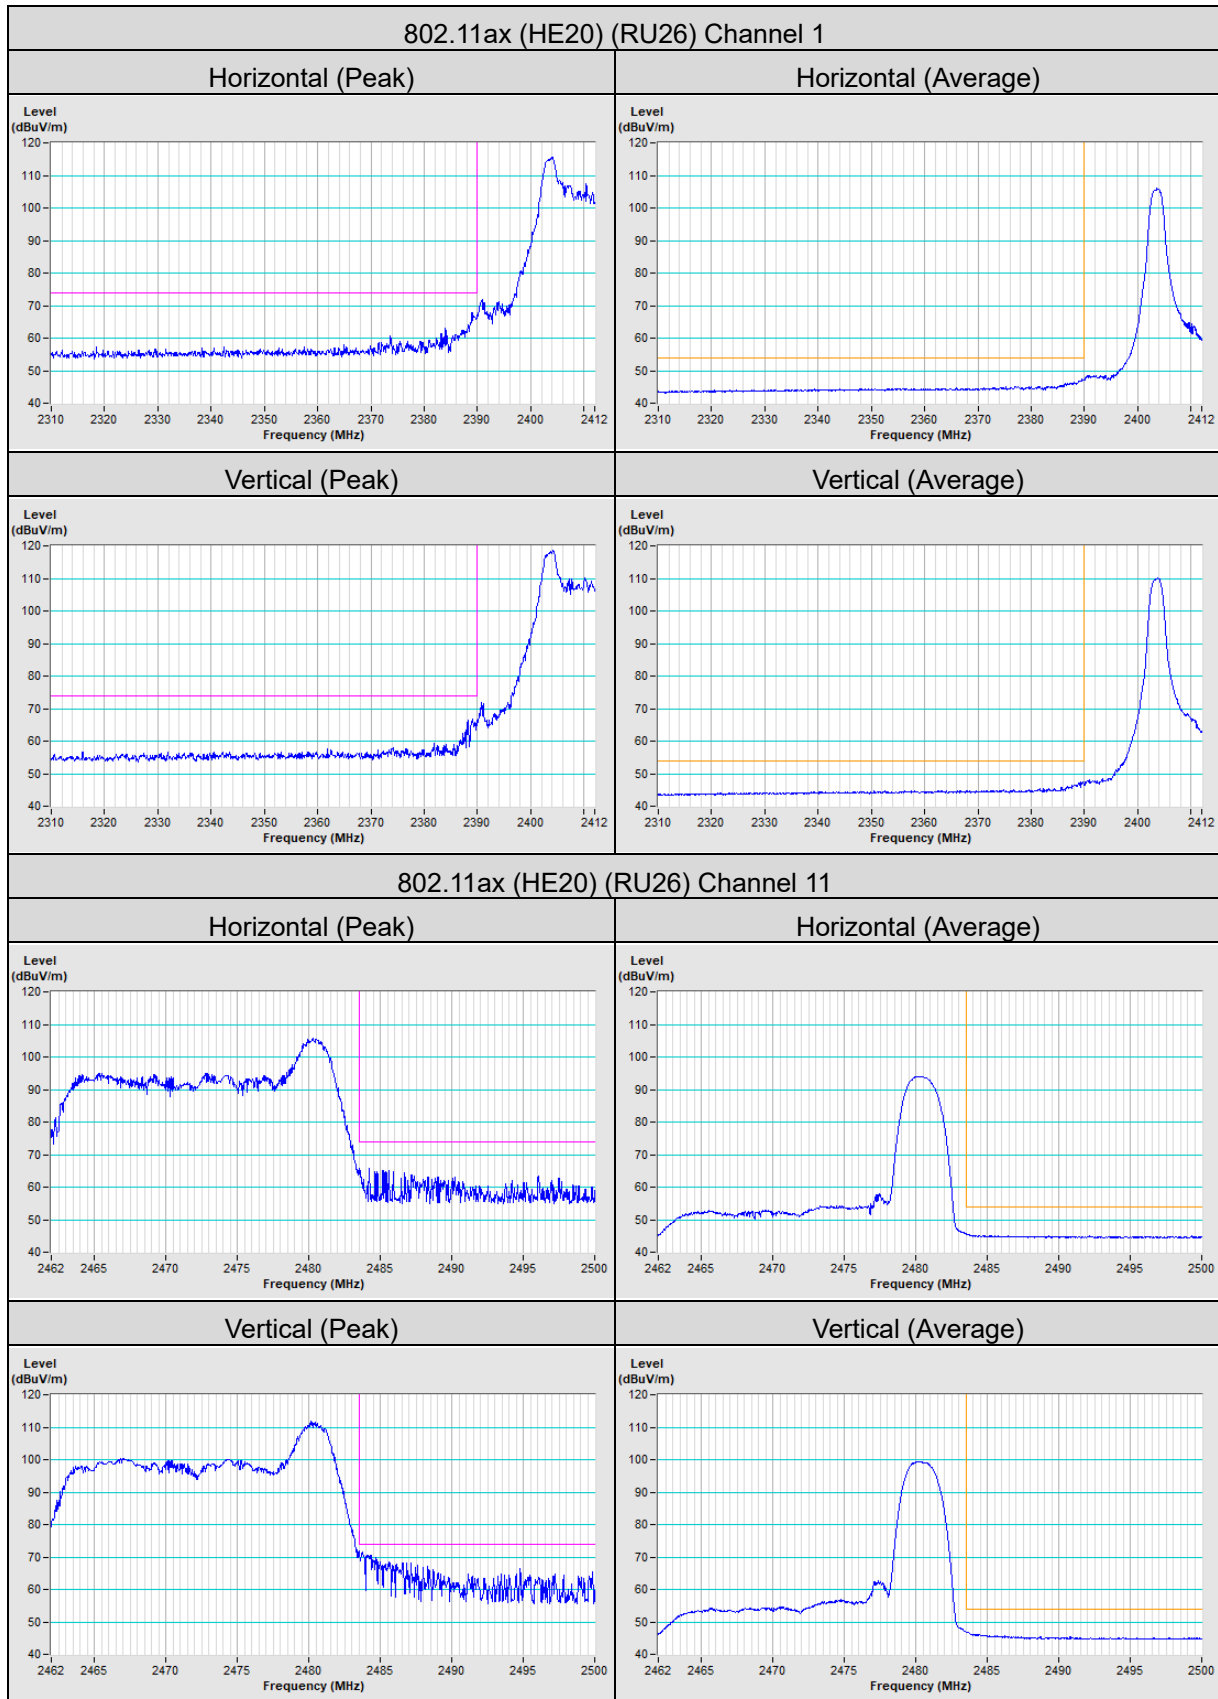 802.11ax (HE20) (RU26) Channel 1
Horizontal (Peak)
Horizontal (Average)
Level
(dBuV/m)
120
110
100
90
80
70
60
50
40
2310 2320 2330 2340 2350 2360 2370 2380 2390 2400 2412
Frequency (MHz)
Level
(dBuV/m)
120
110
100
90
80
70
60
50
40
2310 2320 2330 2340 2350 2360 2370 2380 2390 2400 2412
Frequency (MHz)
Vertical (Peak)
Vertical (Average)
Level
(dBuV/m)
120
110
100
90
80
70
60
50
40
2310 2320 2330 2340 2350 2360 2370 2380 2390 2400 2412
Frequency (MHz)
Level
(dBuV/m)
120
110
100
90
80
70
60
50
40
2310 2320 2330 2340 2350 2360 2370 2380 2390 2400 2412
Frequency (MHz)
802.11ax (HE20) (RU26) Channel 11
Horizontal (Peak)
Horizontal (Average)
Level
(dBuV/m)
120
110
100
90
80
70
60
50
40
2462 2465 2470 2475 2480 2485 2490 2495 2500
Frequency (MHz)
Level
(dBuV/m)
120
110
100
90
80
70
60
50
40
2462 2465 2470 2475 2480 2485 2490 2495 2500
Frequency (MHz)
Vertical (Peak)
Vertical (Average)
Level
(dBuV/m)
120
110
100
90
80
70
60
50
40
2462 2465 2470 2475 2480 2485 2490 2495 2500
Frequency (MHz)
Level
(dBuV/m)
120
110
100
90
80
70
60
50
40
2462 2465 2470 2475 2480 2485 2490 2495 2500
Frequency (MHz)